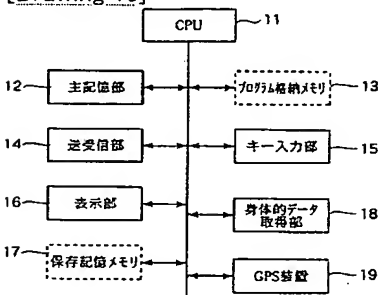 CPU
11
12
主記憶部
プログラム格納メモリ
13
14
送受信部
キー入力部
15
16
表示部
身体的データ
取得部
18
17
保存記憶メモリ
GPS装置
19